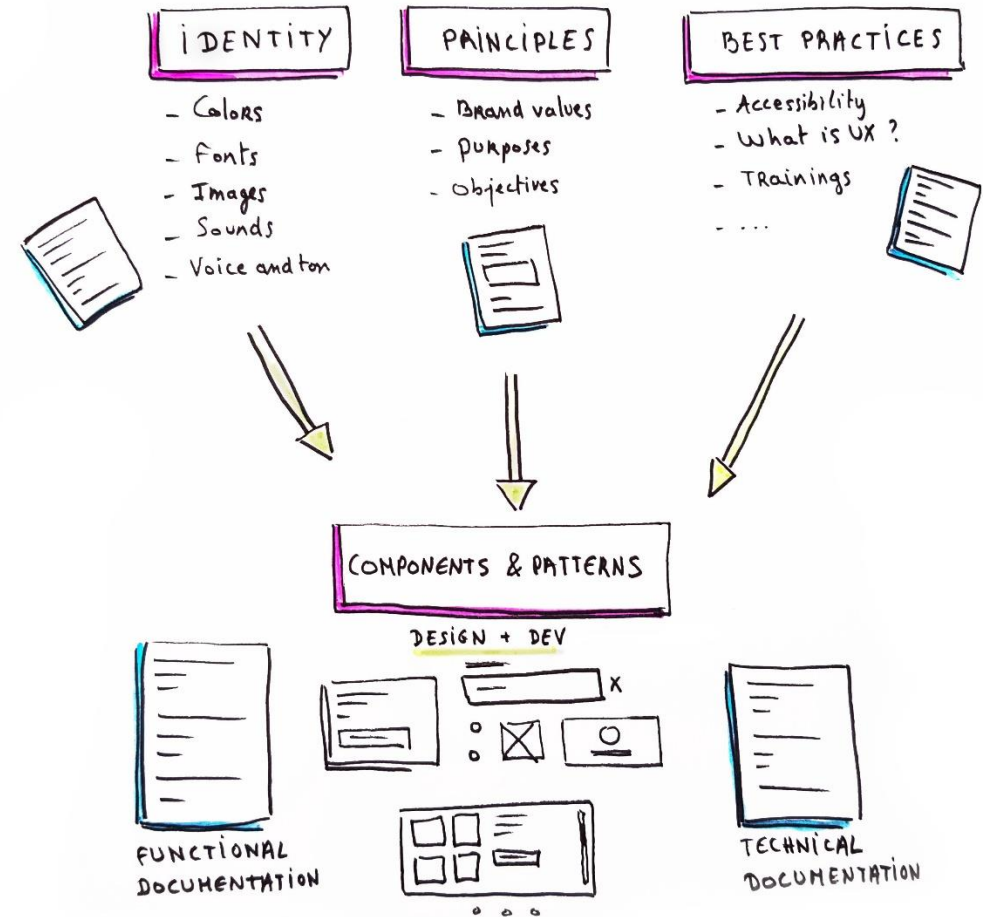 IDENTITY
- Colors
- Fonts
- Images
- Sounds
- Voice and ton
PRINCIPLES
- Brand values
- Purposes
- Objectives
BEST PRACTICES
- Accessibility
- What is UX ?
- TRainings
- ...
COMPONENTS & PATTERNS
DESIGN + DEV
X
FUNCTIONAL
DOCUMENTATION
TECHNICAL
DOCUMENTATION